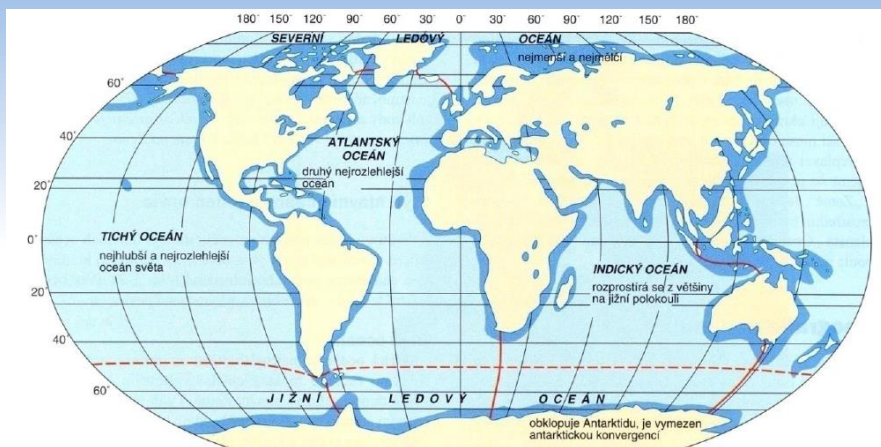 180° 150° 120° 90° 60° 30° 0° 30° 60° 90° 120° 150° 180°
SEVERNÍ LEDOVÝ OCEÁN
nejmenší a nejmělčí
60°
40°
ATLANTSKÝ
OCEÁN
druhý nejrozlehlejší
oceán
20°
TICHÝ OCEÁN
nejhlubší a nejrozlehlejší
oceán světa
0°
INDICKÝ OCEÁN
rozprostírá se z většiny
na jižní polokouli
20°
40°
60°
JIŽNÍ LEDOVÝ OCEÁN
obklopuje Antarktidu, je vymezen
antarktickou konvergencí